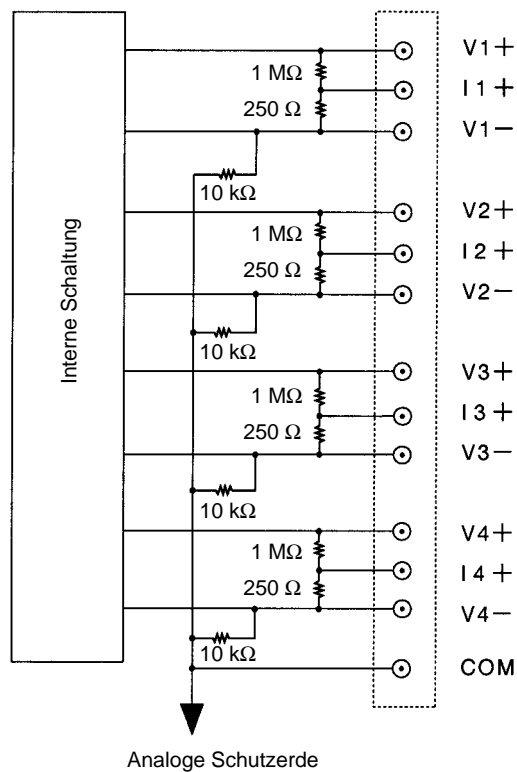 V1+
1 MΩ
I1+
250 Ω
V1−
10 kΩ
V2+
1 MΩ
I2+
250 Ω
V2−
10 kΩ
Interne Schaltung
V3+
1 MΩ
I3+
250 Ω
V3−
10 kΩ
V4+
1 MΩ
I4+
250 Ω
V4−
10 kΩ
COM
Analoge Schutzerde